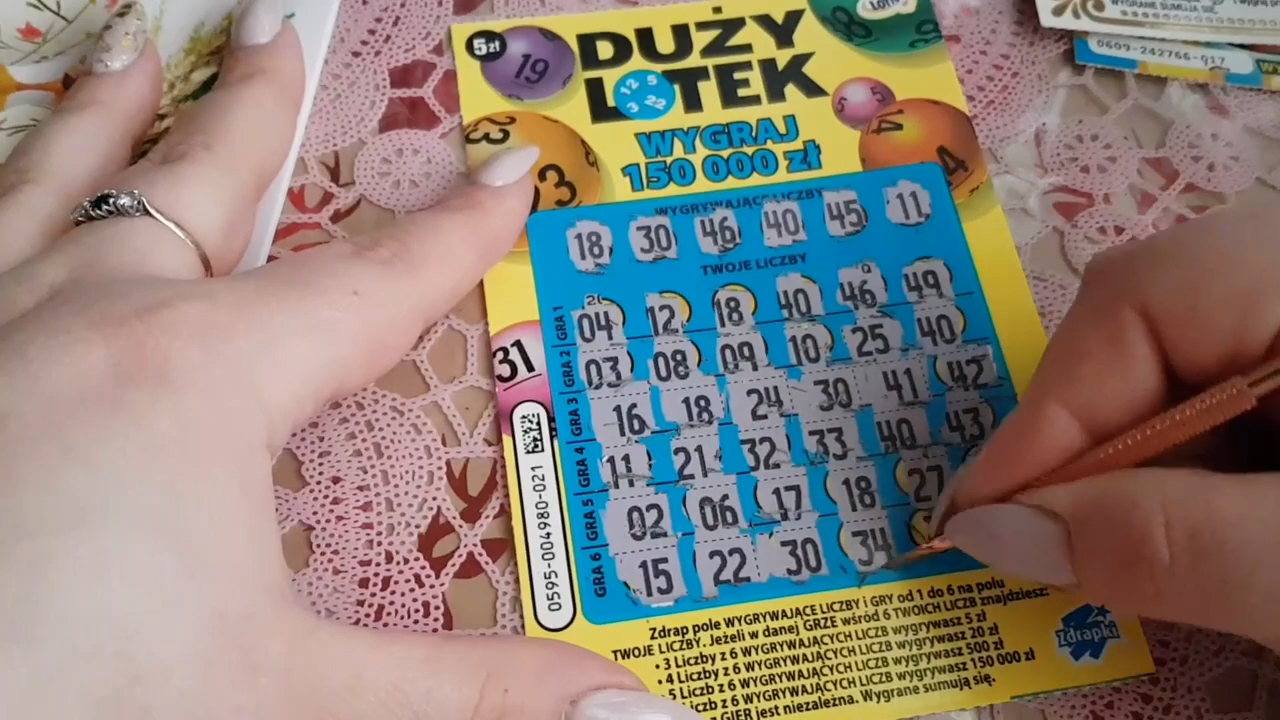 5zł
19
DUŻY
LOTEK
WYGRAJ
150 000 zł
WYGRYWAJĄCE LICZBY
18 30 46 40 45 11
TWOJE LICZBY
GRA 1 04 12 18 40 46 49
GRA 2 03 08 09 10 25 40
GRA 3 16 18 24 30 41 42
GRA 4 11 21 32 33 40 43
GRA 5 02 06 17 18 27
GRA 6 15 22 30 34
31
0595-004980-021
Zdrap pole WYGRYWAJĄCE LICZBY i GRY od 1 do 6 na polu
TWOJE LICZBY. Jeżeli w danej GRZE wśród 6 TWOICH LICZB znajdziesz:
• 3 Liczby z 6 WYGRYWAJĄCYCH LICZB wygrywasz 5 zł
• 4 Liczby z 6 WYGRYWAJĄCYCH LICZB wygrywasz 20 zł
5 Liczb z 6 WYGRYWAJĄCYCH LICZB wygrywasz 500 zł
z 6 WYGRYWAJĄCYCH LICZB wygrywasz 150 000 zł
z GIER jest niezależna. Wygrane sumują się.
Zdrapki
WYGRANE SUMUJĄ SIĘ.
0609-242766-017